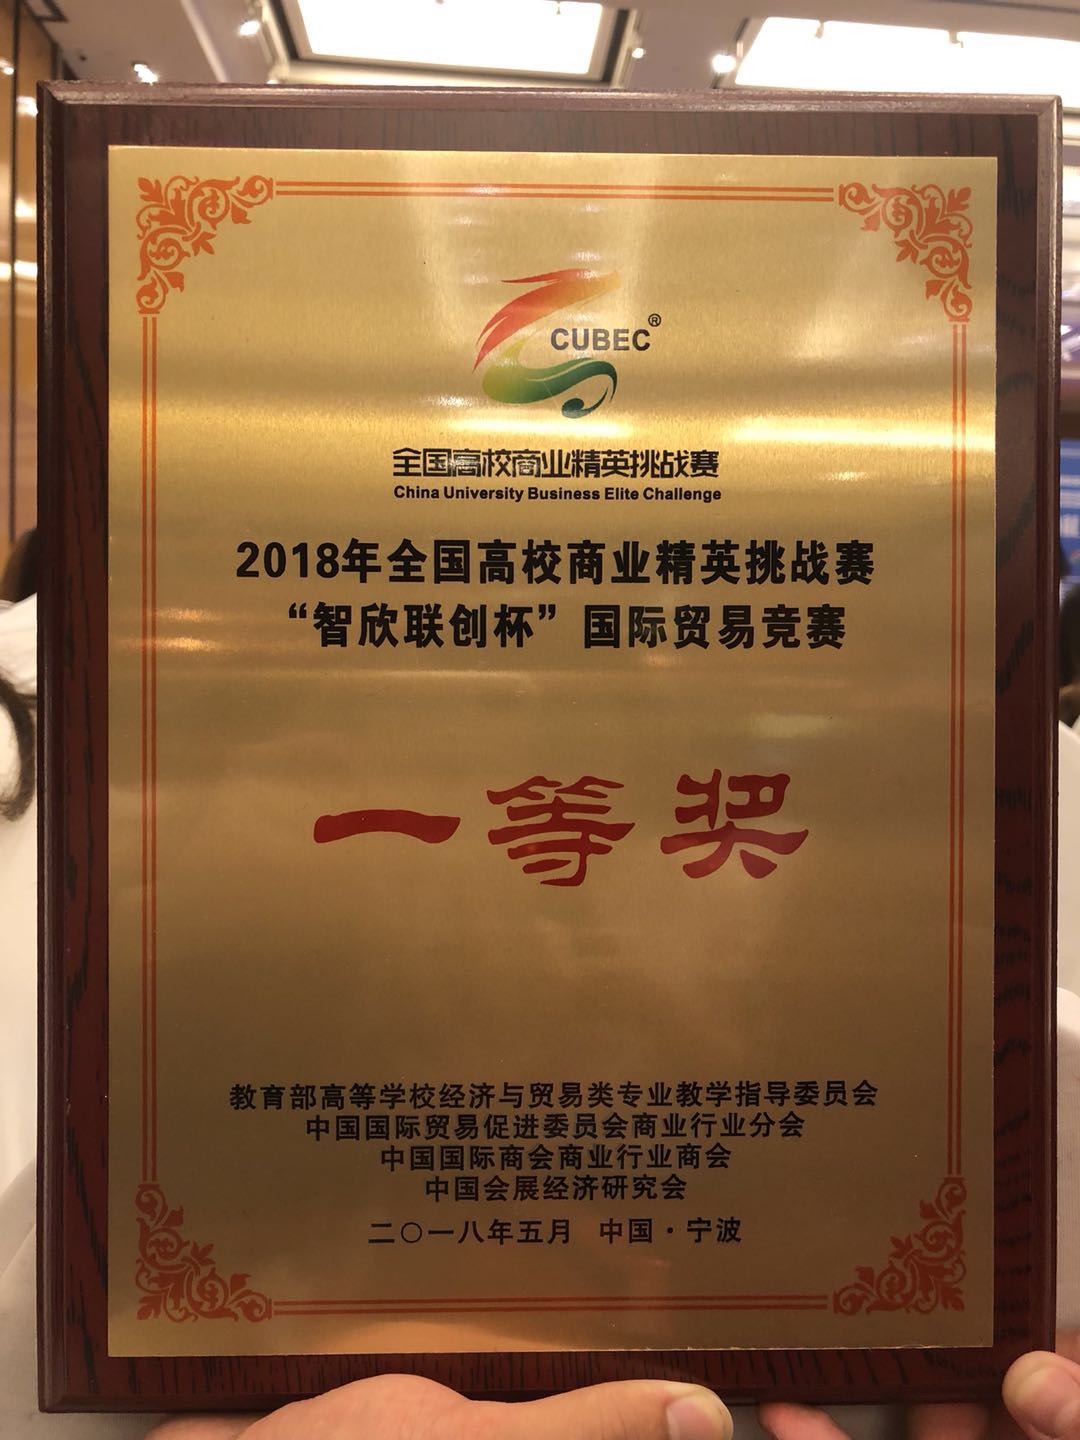 CUBEC®
全国高校商业精英挑战赛
China University Business Elite Challenge
2018年全国高校商业精英挑战赛
“智欣联创杯”国际贸易竞赛
一等奖
教育部高等学校经济与贸易类专业教学指导委员会
中国国际贸易促进委员会商业行业分会
中国国际商会商业行业商会
中国会展经济研究会
二〇一八年五月 中国·宁波